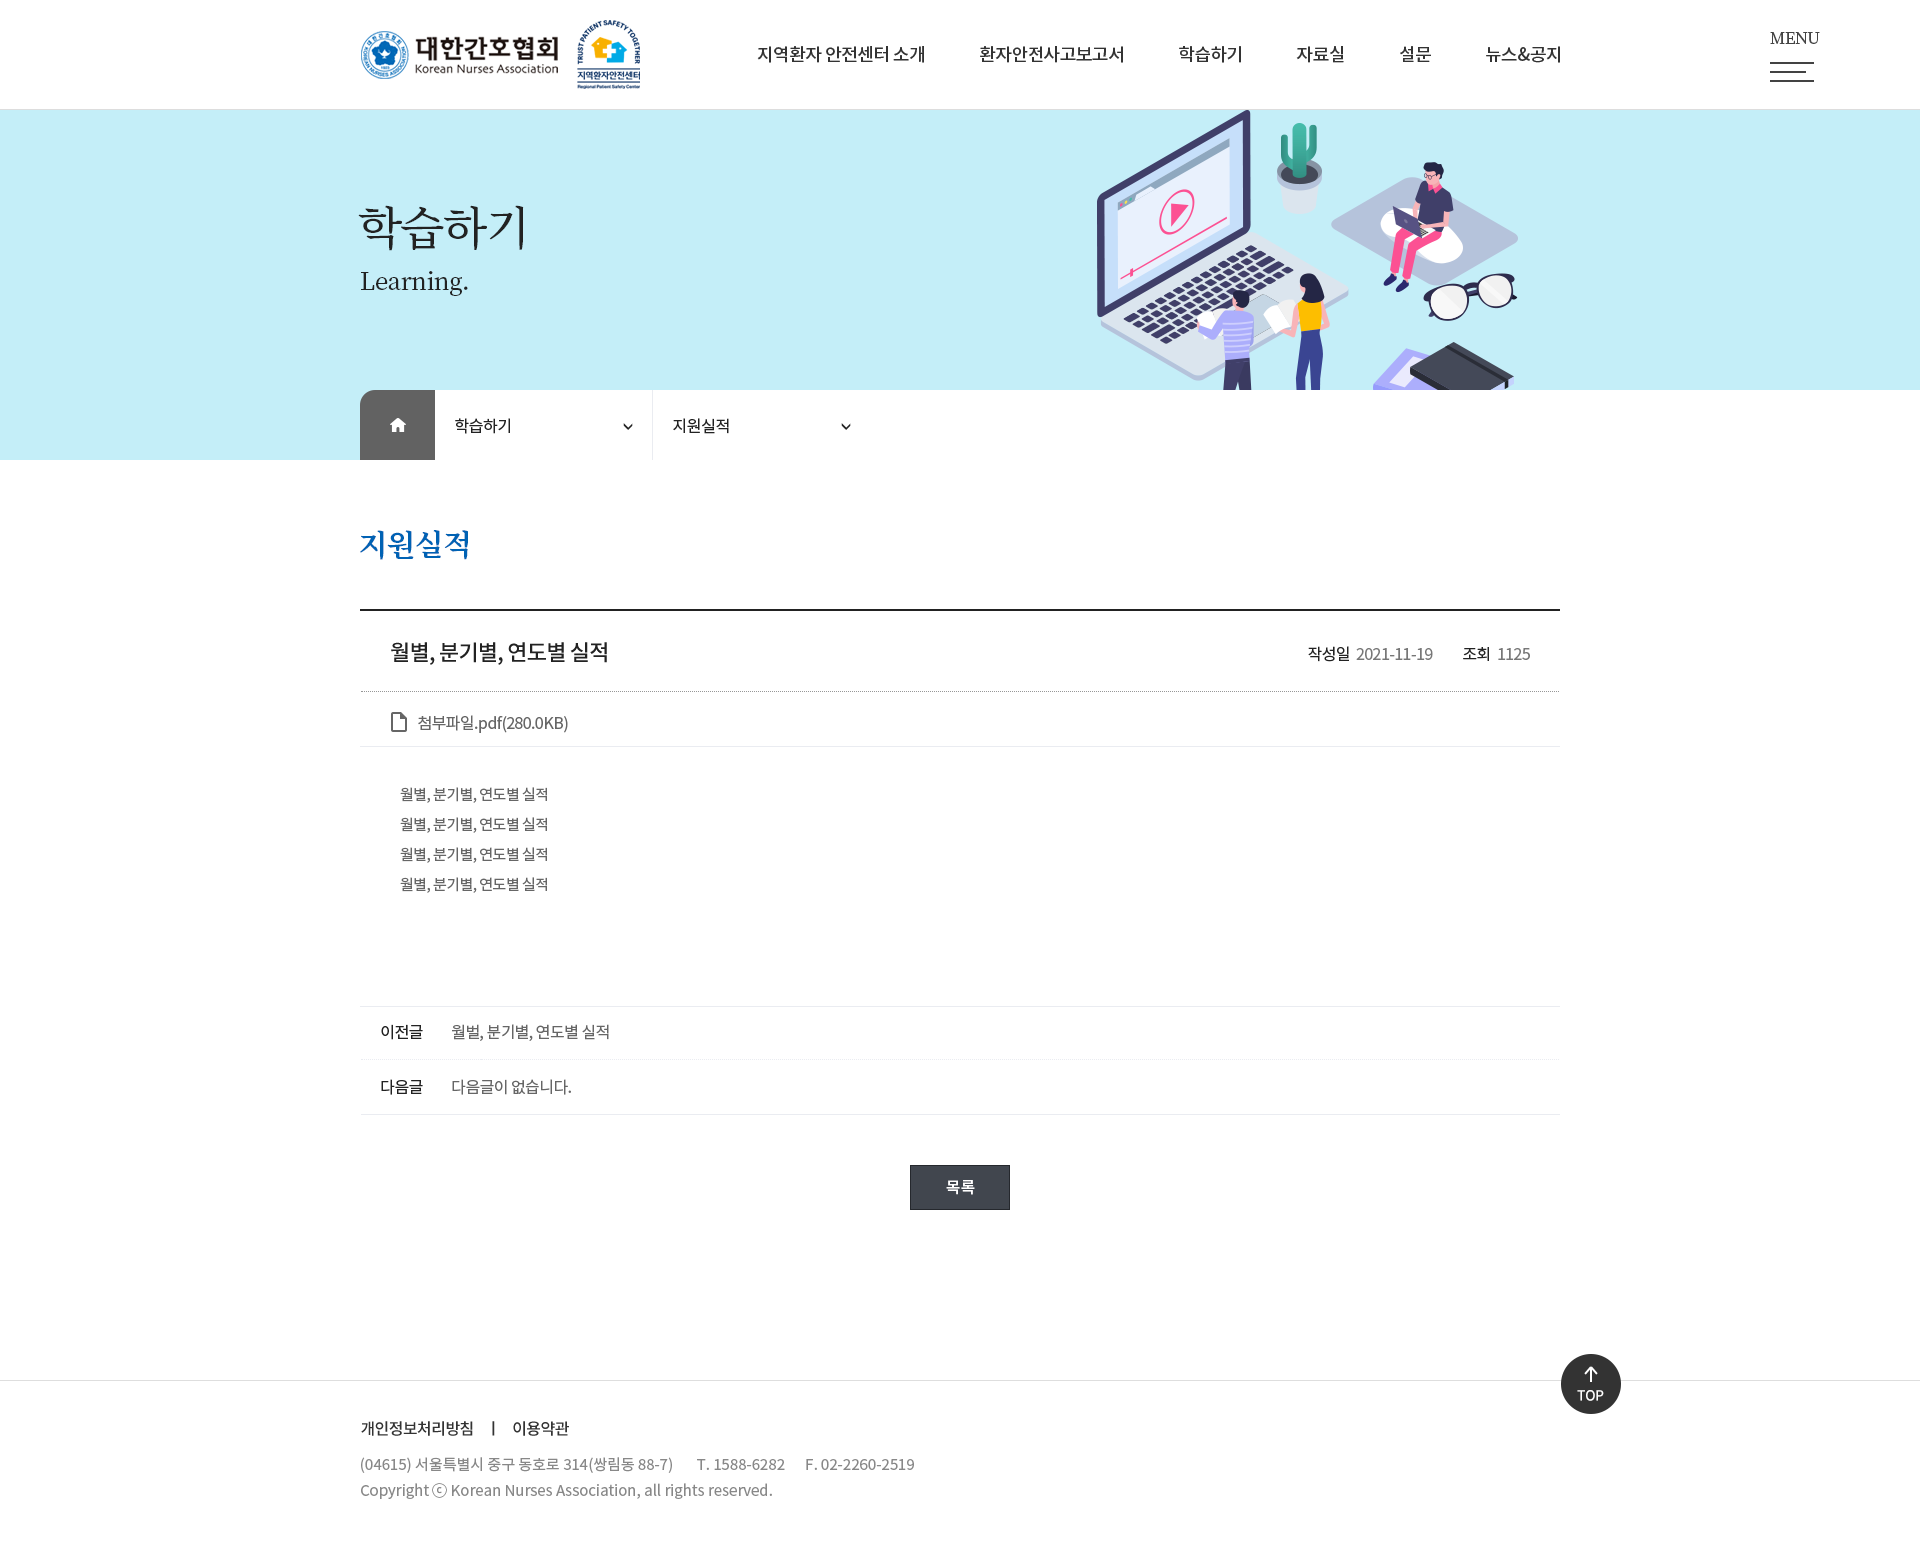 대한간호협회
Korean Nurses Association
TRUST PATIENT SAFETY TOGETHER
지역환자안전센터
Regional Patient Safety Center
지역환자 안전센터 소개
환자안전사고보고서
학습하기
자료실
설문
뉴스&공지
MENU
학습하기
Learning.
학습하기
지원실적
지원실적
월별, 분기별, 연도별 실적
작성일 2021-11-19 조회 1125
첨부파일.pdf(280.0KB)
월별, 분기별, 연도별 실적
월별, 분기별, 연도별 실적
월별, 분기별, 연도별 실적
월별, 분기별, 연도별 실적
이전글 월벌, 분기별, 연도별 실적
다음글 다음글이 없습니다.
목록
TOP
개인정보처리방침 | 이용약관
(04615) 서울특별시 중구 동호로 314(쌍림동 88-7) T. 1588-6282 F. 02-2260-2519
Copyright ⓒ Korean Nurses Association, all rights reserved.